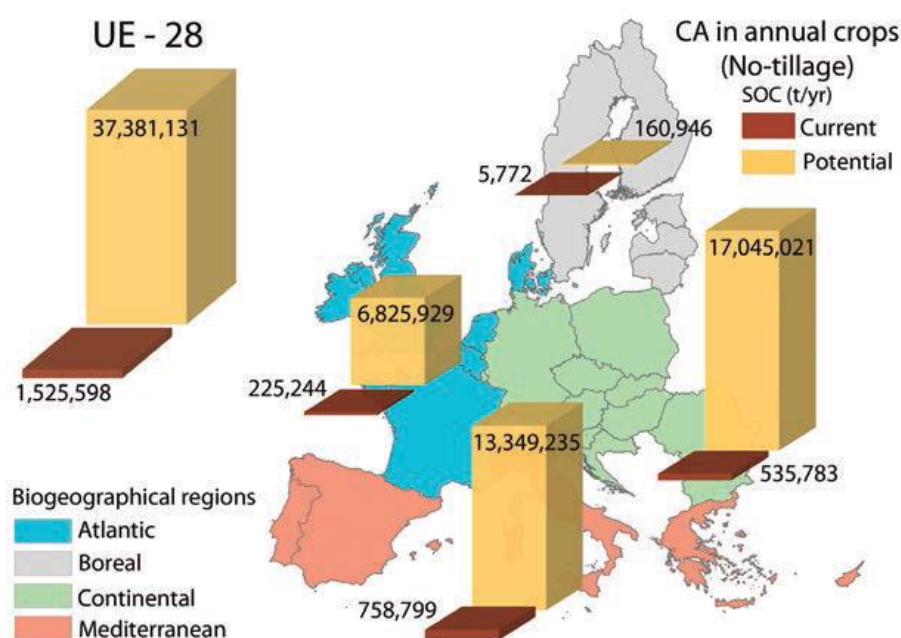 UE - 28
37,381,131
1,525,598
CA in annual crops
(No-tillage)
SOC (t/yr)
Current
Potential
160,946
5,772
17,045,021
535,783
6,825,929
225,244
13,349,235
758,799
Biogeographical regions
Atlantic
Boreal
Continental
Mediterranean